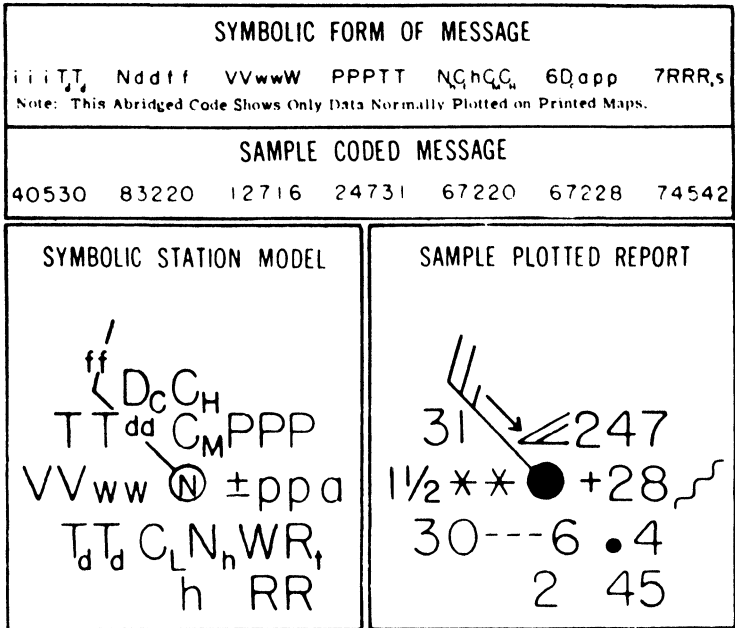 SYMBOLIC FORM OF MESSAGE
iiiTdTd Nddff VVwwW PPPTT NhCLhCMCH 6Dcapp 7RRRts
Note: This Abridged Code Shows Only Data Normally Plotted on Printed Maps.
SAMPLE CODED MESSAGE
40530 83220 12716 24731 67220 67228 74542
SYMBOLIC STATION MODEL
ff
DcCH
TT dd CMPPP
VVww N ±ppa
TdTd CLNhWRt
h RR
SAMPLE PLOTTED REPORT
31 247
1½** +28
30---6 .4
2 45